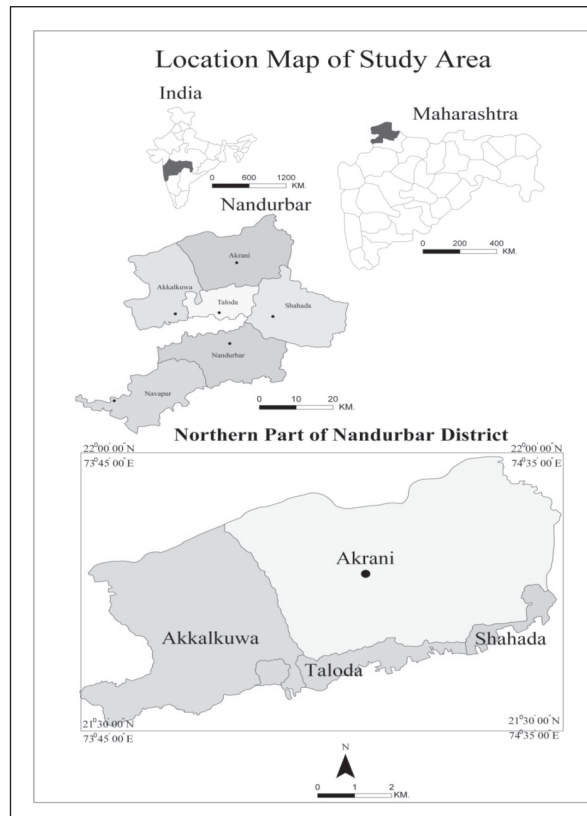 Location Map of Study Area
India
0 600 1200
KM.
Maharashtra
0 200 400
KM.
Nandurbar
Akrani
Akkalkuwa
Taloda
Shahada
Nandurbar
Navapur
0 10 20
KM.
Northern Part of Nandurbar District
22°00'00"N
73°45'00"E
22°00'00"N
74°35'00"E
Akrani
Akkalkuwa
Shahada
Taloda
21°30'00"N
73°45'00"E
21°30'00"N
74°35'00"E
N
0 1 2
KM.